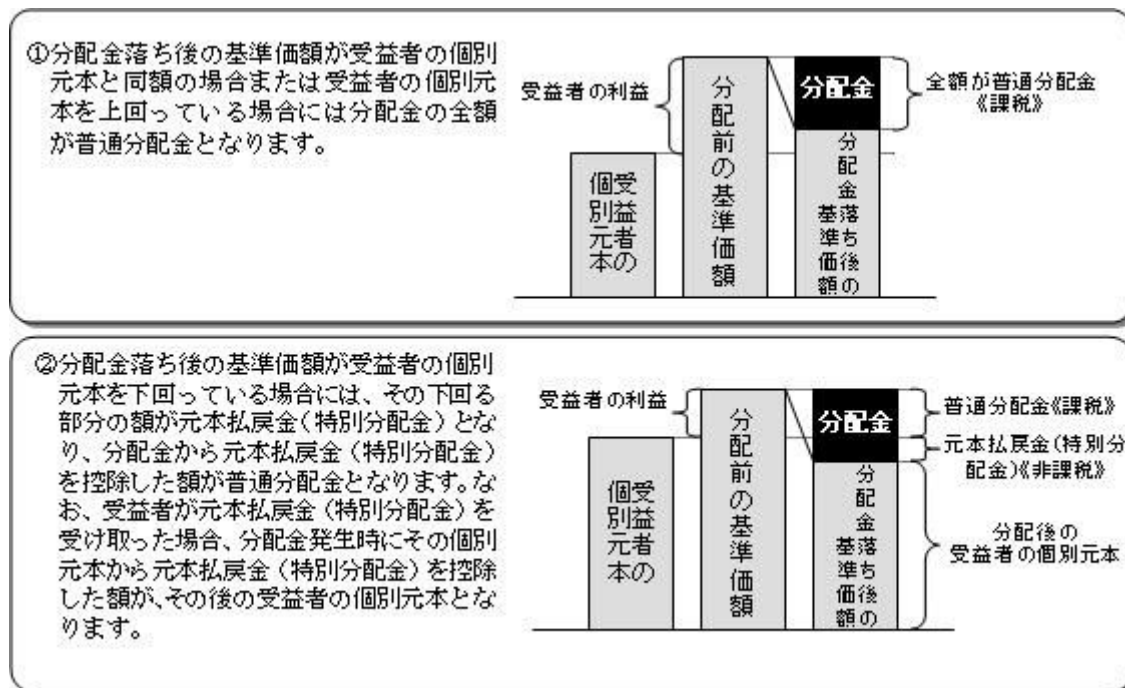 ①分配金落ち後の基準価額が受益者の個別
元本と同額の場合または受益者の個別元
本を上回っている場合には分配金の全額
が普通分配金となります。
受益者の利益
受益者の
個別元本
分配前の基準価額
分配金
分配金落ち後の
基準価額
全額が普通分配金
《課税》
②分配金落ち後の基準価額が受益者の個別
元本を下回っている場合には、その下回る
部分の額が元本払戻金(特別分配金)とな
り、分配金から元本払戻金(特別分配金)
を控除した額が普通分配金となります。な
お、受益者が元本払戻金(特別分配金)を
受け取った場合、分配金発生時にその個別
元本から元本払戻金(特別分配金)を控除
した額が、その後の受益者の個別元本とな
ります。
受益者の利益
受益者の
個別元本
分配前の基準価額
分配金
分配金落ち後の
基準価額
普通分配金《課税》
元本払戻金(特別分
配金)《非課税》
分配後の
受益者の個別元本